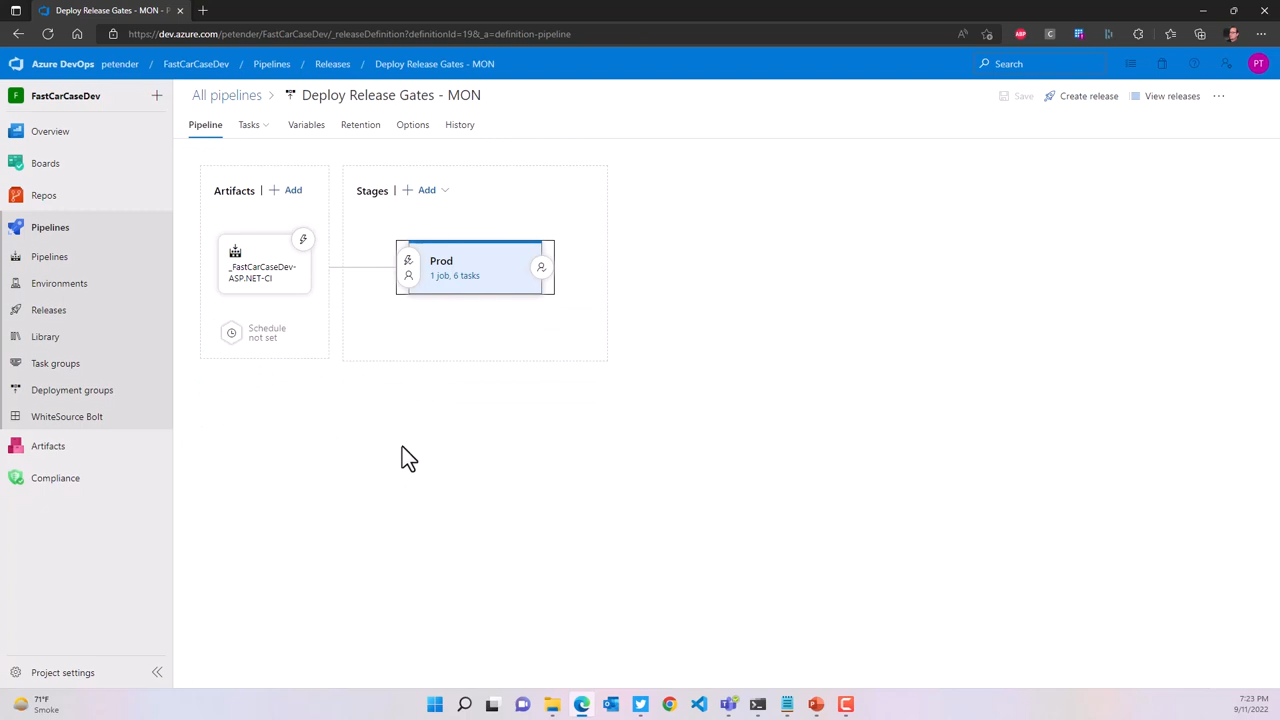 Deploy Release Gates - MON - P
https://dev.azure.com/petender/FastCarCaseDev/_releaseDefinition?definitionId=19&_a=definition-pipeline
ABP
Azure DevOps petender / FastCarCaseDev / Pipelines / Releases / Deploy Release Gates - MON
Search
PT
F FastCarCaseDev
All pipelines > Deploy Release Gates - MON
Save Create release View releases ...
Pipeline Tasks Variables Retention Options History
Overview
Boards
Repos
Pipelines
Pipelines
Environments
Releases
Library
Task groups
Deployment groups
WhiteSource Bolt
Artifacts
Compliance
Project settings
Artifacts | + Add
_FastCarCaseDev-
ASP.NET-CI
Schedule
not set
Stages | + Add
Prod
1 job, 6 tasks
71°F
Smoke
7:23 PM
9/11/2022